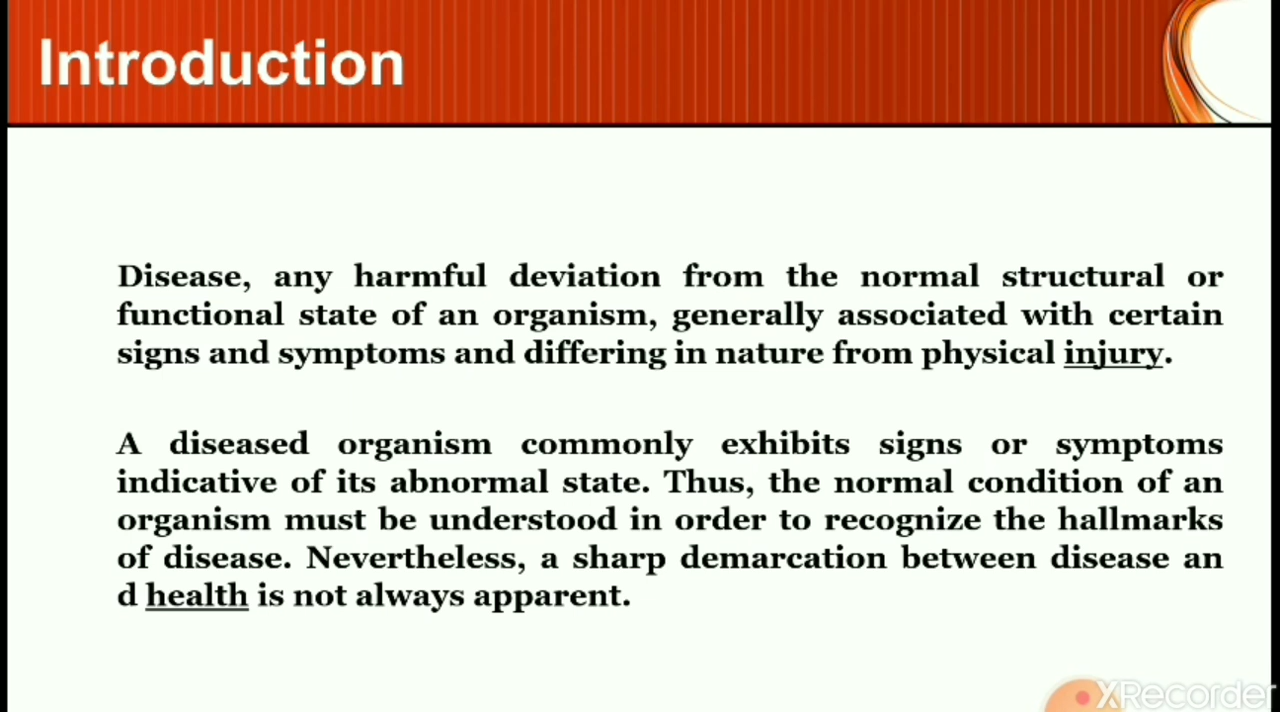 Introduction
Disease, any harmful deviation from the normal structural or
functional state of an organism, generally associated with certain
signs and symptoms and differing in nature from physical injury.
A diseased organism commonly exhibits signs or symptoms
indicative of its abnormal state. Thus, the normal condition of an
organism must be understood in order to recognize the hallmarks
of disease. Nevertheless, a sharp demarcation between disease an
d health is not always apparent.
XRecorder